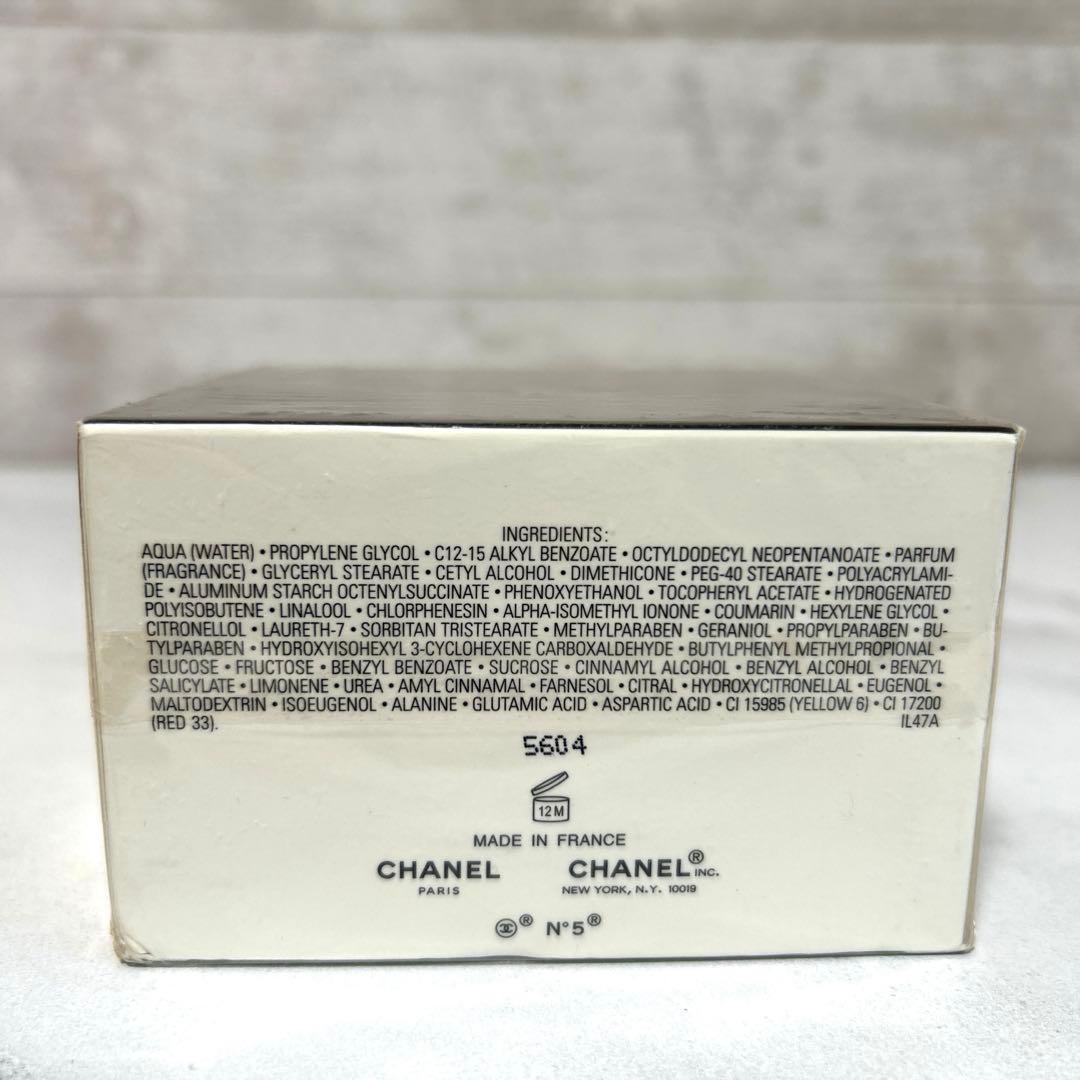 INGREDIENTS:
AQUA (WATER) • PROPYLENE GLYCOL • C12-15 ALKYL BENZOATE • OCTYLDODECYL NEOPENTANOATE • PARFUM
(FRAGRANCE) • GLYCERYL STEARATE • CETYL ALCOHOL • DIMETHICONE • PEG-40 STEARATE • POLYACRYLAMI-
DE • ALUMINUM STARCH OCTENYLSUCCINATE • PHENOXYETHANOL • TOCOPHERYL ACETATE • HYDROGENATED
POLYISOBUTENE • LINALOOL • CHLORPHENESIN • ALPHA-ISOMETHYL IONONE • COUMARIN • HEXYLENE GLYCOL •
CITRONELLOL • LAURETH-7 • SORBITAN TRISTEARATE • METHYLPARABEN • GERANIOL • PROPYLPARABEN • BU-
TYLPARABEN • HYDROXYISOHEXYL 3-CYCLOHEXENE CARBOXALDEHYDE • BUTYLPHENYL METHYLPROPIONAL •
GLUCOSE • FRUCTOSE • BENZYL BENZOATE • SUCROSE • CINNAMYL ALCOHOL • BENZYL ALCOHOL • BENZYL
SALICYLATE • LIMONENE • UREA • AMYL CINNAMAL • FARNESOL • CITRAL • HYDROXYCITRONELLAL • EUGENOL •
MALTODEXTRIN • ISOEUGENOL • ALANINE • GLUTAMIC ACID • ASPARTIC ACID • CI 15985 (YELLOW 6) • CI 17200
(RED 33). IL47A
5604
12M
MADE IN FRANCE
CHANEL CHANEL® INC.
PARIS NEW YORK, N.Y. 10019
® N°5®